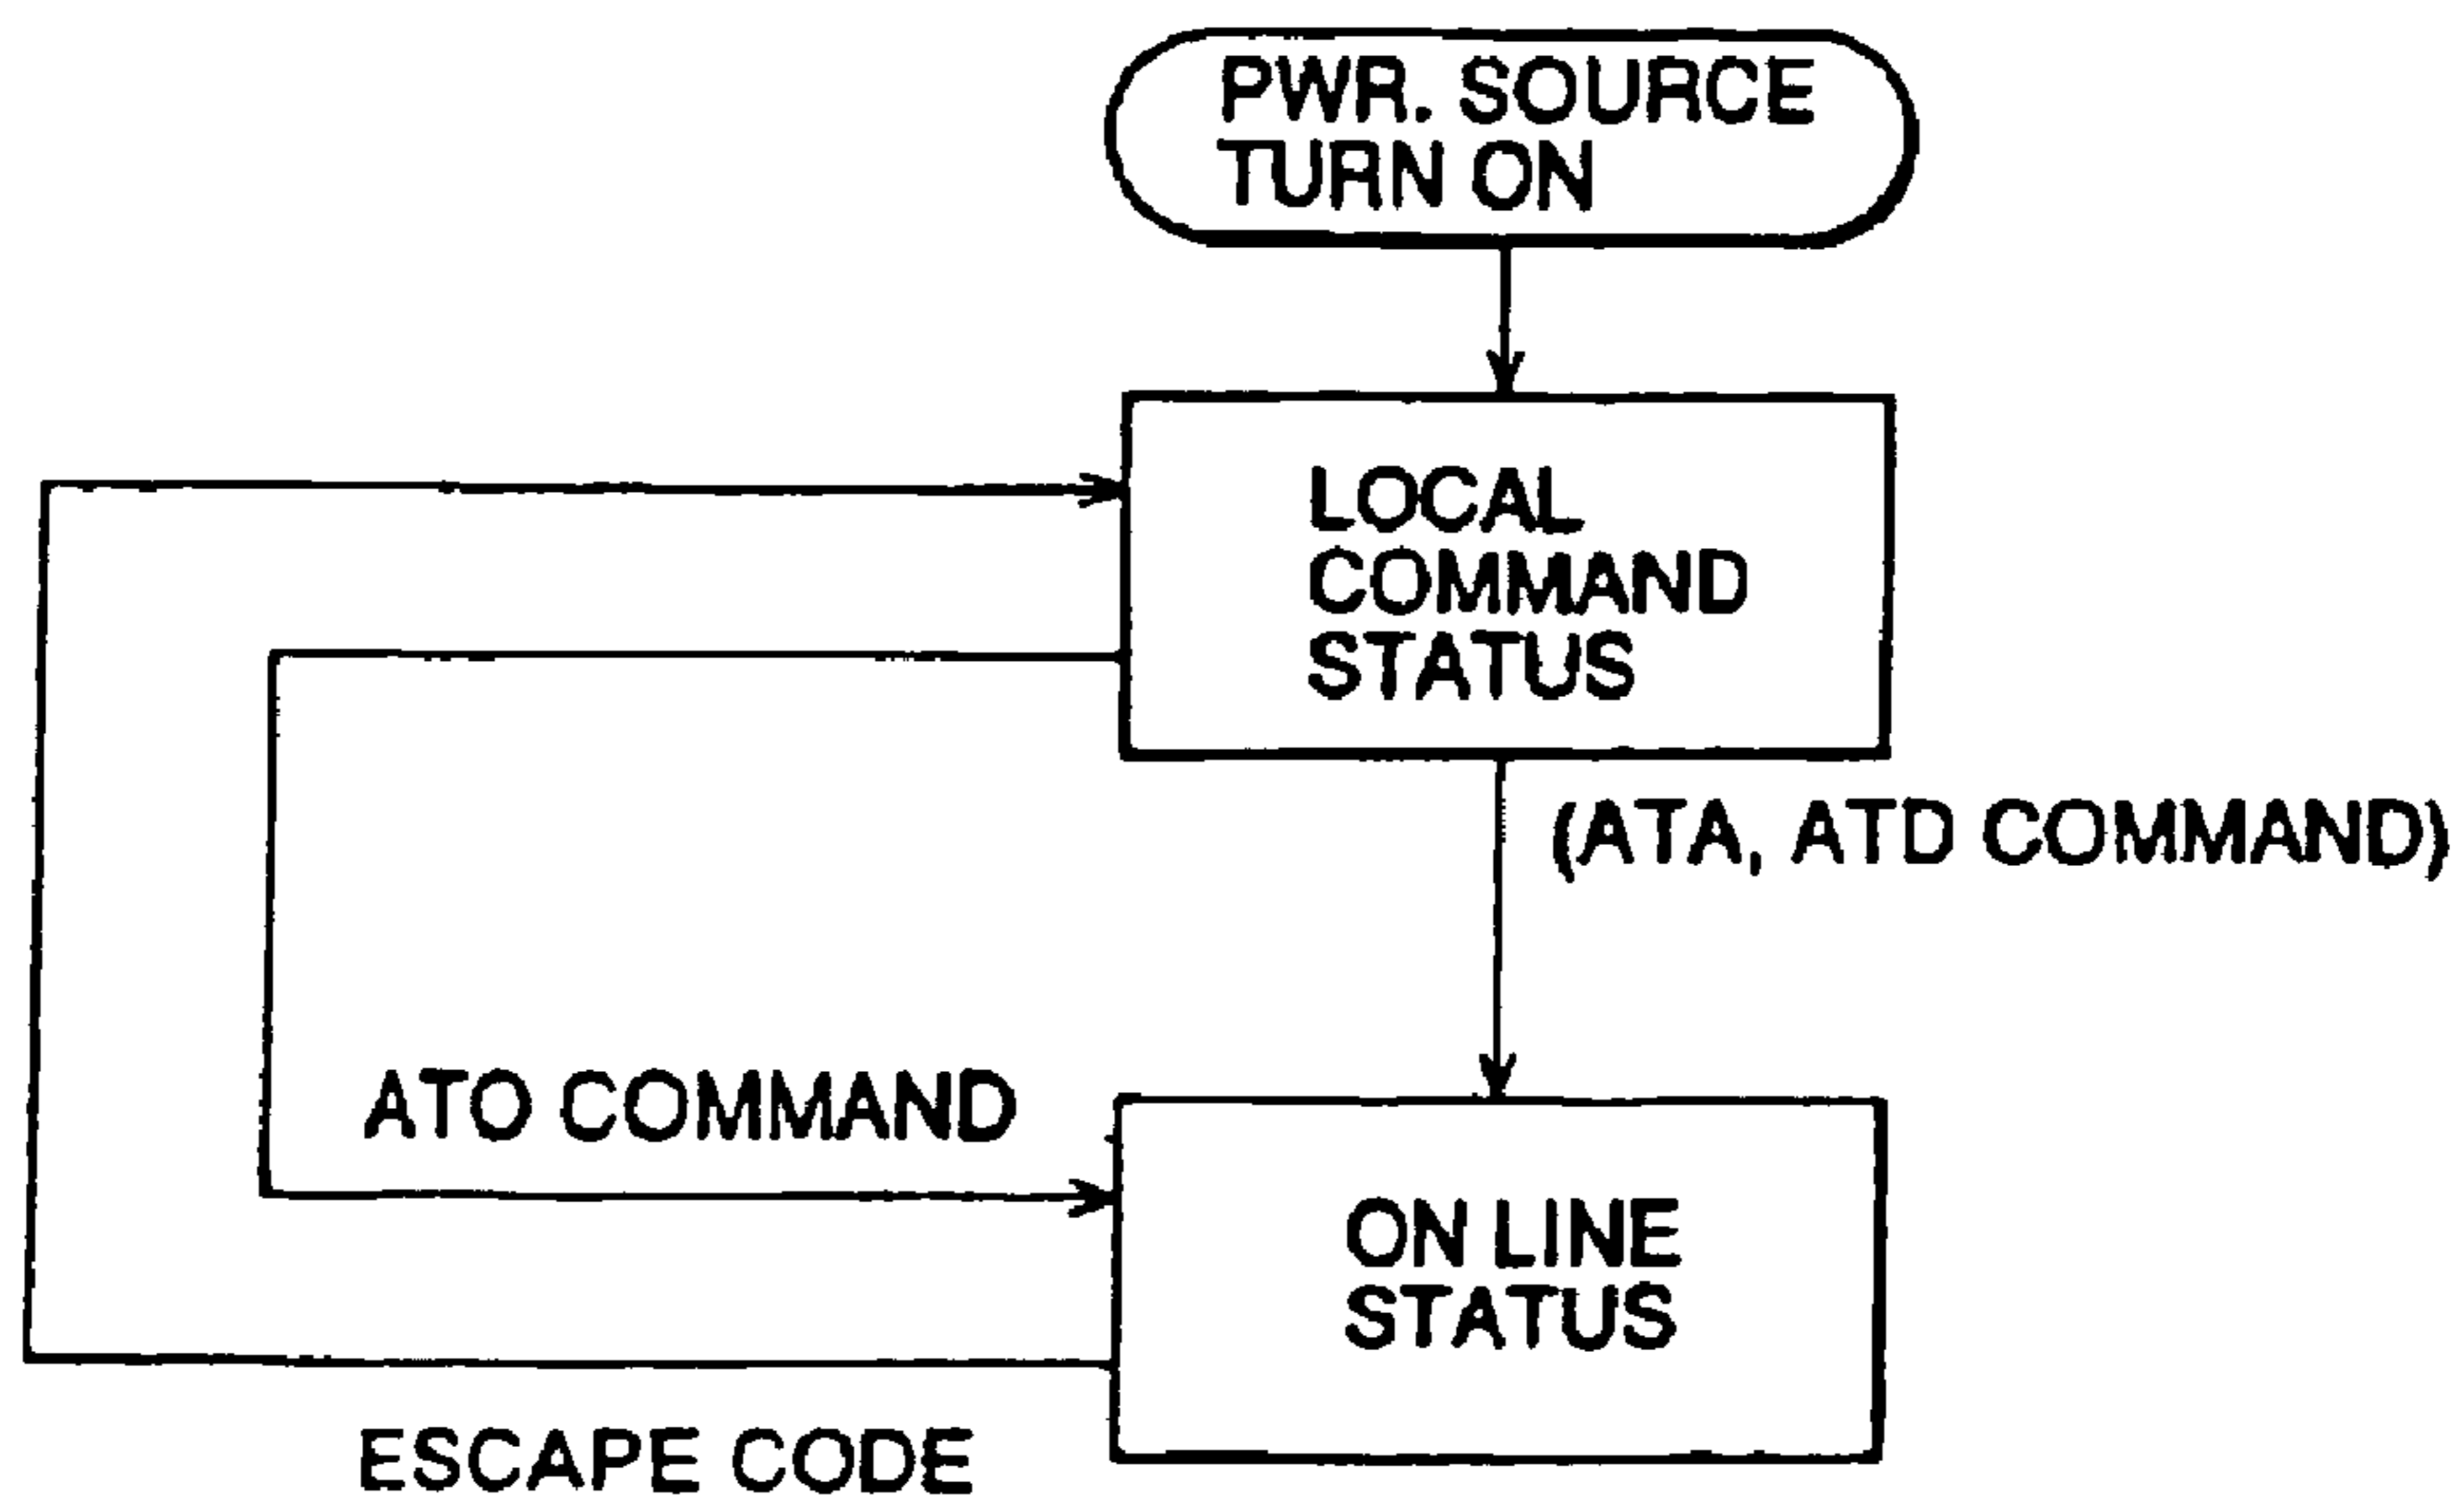 PWR. SOURCE
TURN ON
LOCAL
COMMAND
STATUS
(ATA, ATD COMMAND)
ATO COMMAND
ON LINE
STATUS
ESCAPE CODE